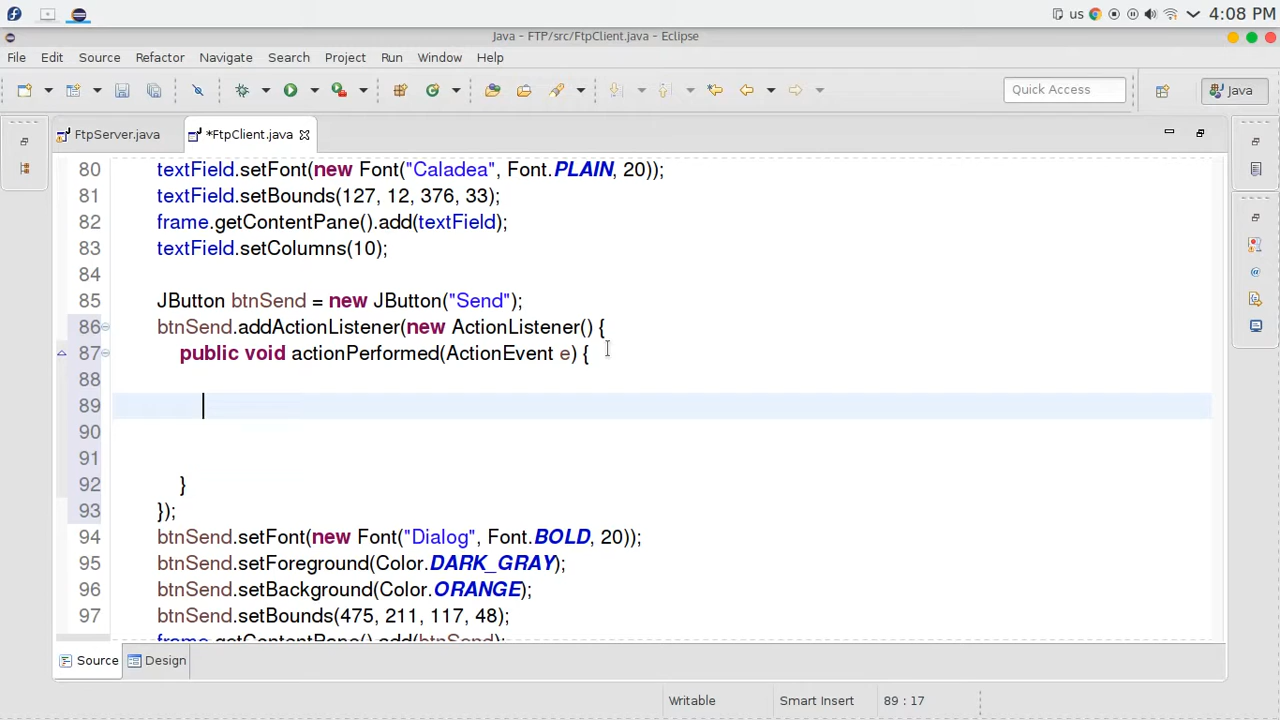 us 4:08 PM
Java - FTP/src/FtpClient.java - Eclipse
File Edit Source Refactor Navigate Search Project Run Window Help
Quick Access Java
FtpServer.java *FtpClient.java
80 textField.setFont(new Font("Caladea", Font.PLAIN, 20));
81 textField.setBounds(127, 12, 376, 33);
82 frame.getContentPane().add(textField);
83 textField.setColumns(10);
84
85 JButton btnSend = new JButton("Send");
86 btnSend.addActionListener(new ActionListener() {
87 public void actionPerformed(ActionEvent e) {
88
89
90
91
92 }
93 });
94 btnSend.setFont(new Font("Dialog", Font.BOLD, 20));
95 btnSend.setForeground(Color.DARK_GRAY);
96 btnSend.setBackground(Color.ORANGE);
97 btnSend.setBounds(475, 211, 117, 48);
frame.getContentPane().add(btnSend);
Source Design
Writable Smart Insert 89 : 17